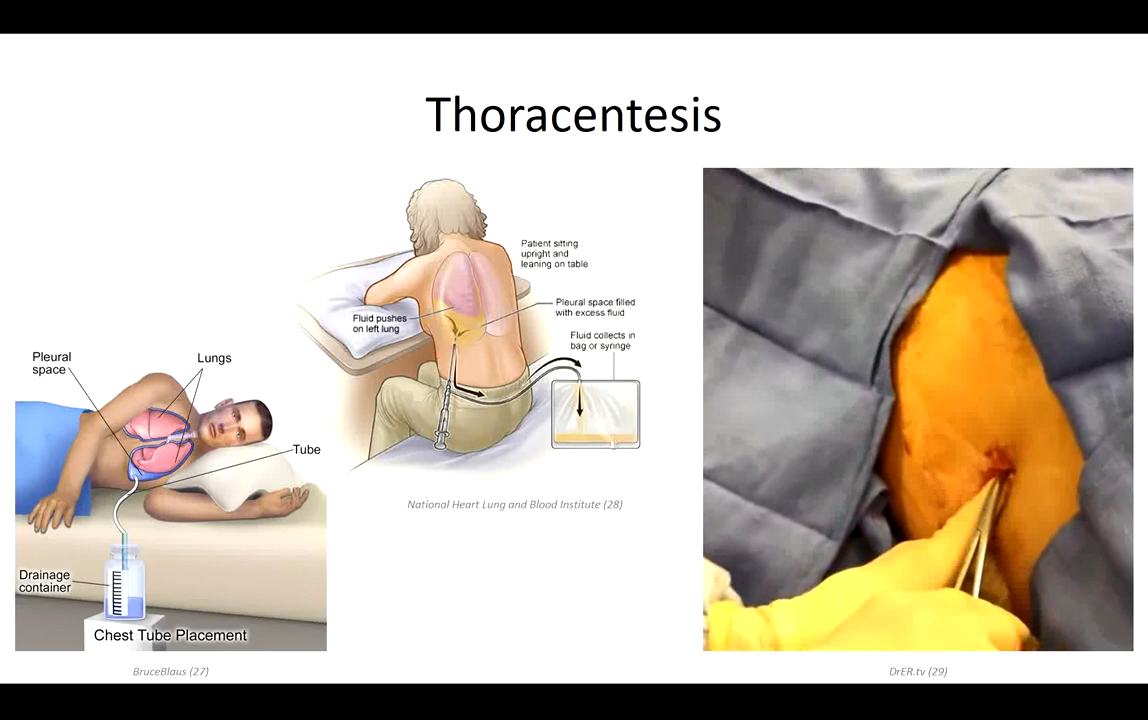 Thoracentesis
Pleural
space
Lungs
Tube
Drainage
container
Chest Tube Placement
BruceBlaus (27)
Patient sitting
upright and
leaning on table
Pleural space filled
with excess fluid
Fluid pushes
on left lung
Fluid collects in
bag or syringe
National Heart Lung and Blood Institute (28)
DrER.tv (29)